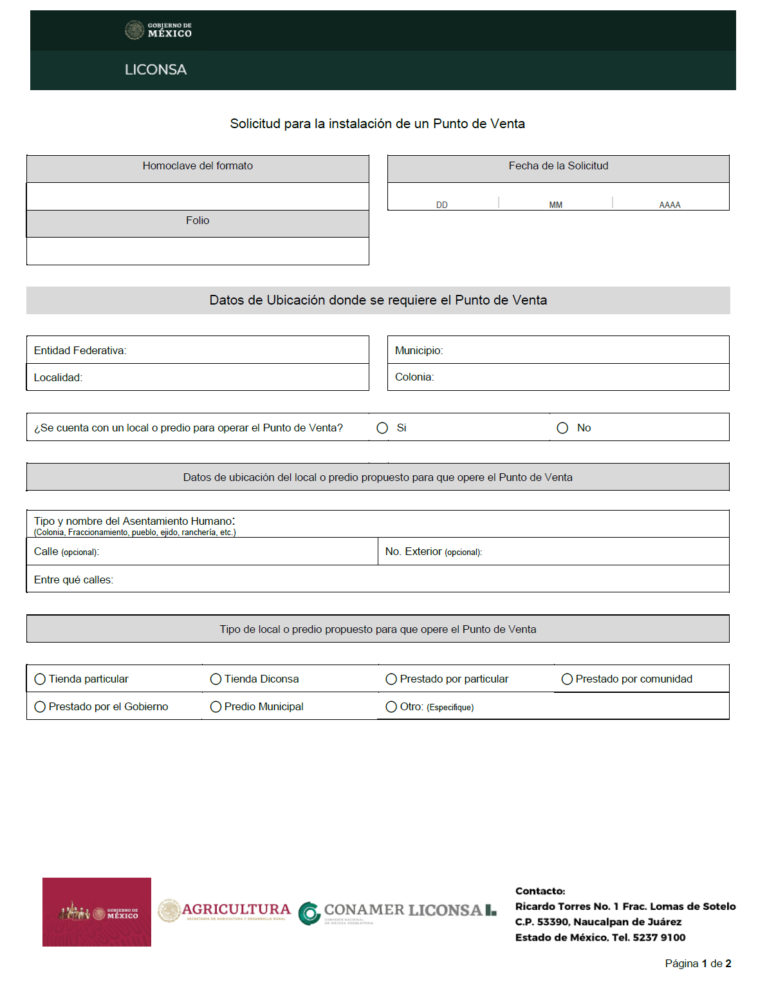 GOBIERNO DE
MÉXICO
LICONSA
Solicitud para la instalación de un Punto de Venta
Homoclave del formato
Fecha de la Solicitud
DD MM AAAA
Folio
Datos de Ubicación donde se requiere el Punto de Venta
Entidad Federativa:
Municipio:
Localidad:
Colonia:
¿Se cuenta con un local o predio para operar el Punto de Venta? Si No
Datos de ubicación del local o predio propuesto para que opere el Punto de Venta
Tipo y nombre del Asentamiento Humano:
(Colonia, Fraccionamiento, pueblo, ejido, ranchería, etc.)
Calle (opcional): No. Exterior (opcional):
Entre qué calles:
Tipo de local o predio propuesto para que opere el Punto de Venta
Tienda particular Tienda Diconsa Prestado por particular Prestado por comunidad
Prestado por el Gobierno Predio Municipal Otro: (Especifique)
GOBIERNO DE
MÉXICO
AGRICULTURA
SECRETARÍA DE AGRICULTURA Y DESARROLLO RURAL
CONAMER
COMISIÓN NACIONAL
DE MEJORA REGULATORIA
LICONSA
Contacto:
Ricardo Torres No. 1 Frac. Lomas de Sotelo
C.P. 53390, Naucalpan de Juárez
Estado de México. Tel. 5237 9100
Página 1 de 2